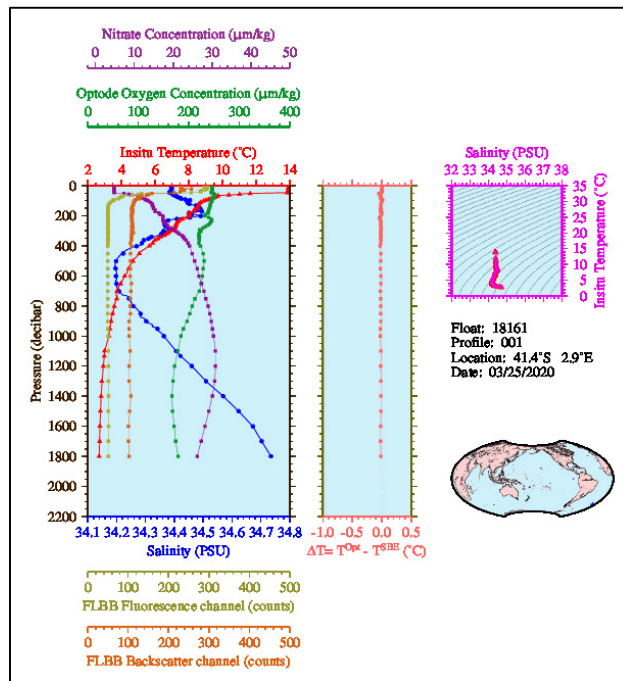 Nitrate Concentration (μm/kg)
0 10 20 30 40 50
Optode Oxygen Concentration (μm/kg)
0 100 200 300 400
Insitu Temperature (°C)
2 4 6 8 10 12 14
Salinity (PSU)
32 33 34 35 36 37 38
0
200
400
600
800
1000
1200
1400
1600
1800
2000
2200
Pressure (decibar)
34.1 34.2 34.3 34.4 34.5 34.6 34.7 34.8
Salinity (PSU)
-1.0 -0.5 0.0 0.5
ΔT= T^Opt - T^SBE (°C)
35
30
25
20
15
10
5
0
Insitu Temperature (°C)
Float: 18161
Profile: 001
Location: 41.4°S 2.9°E
Date: 03/25/2020
0 100 200 300 400 500
FLBB Fluorescence channel (counts)
0 100 200 300 400 500
FLBB Backscatter channel (counts)